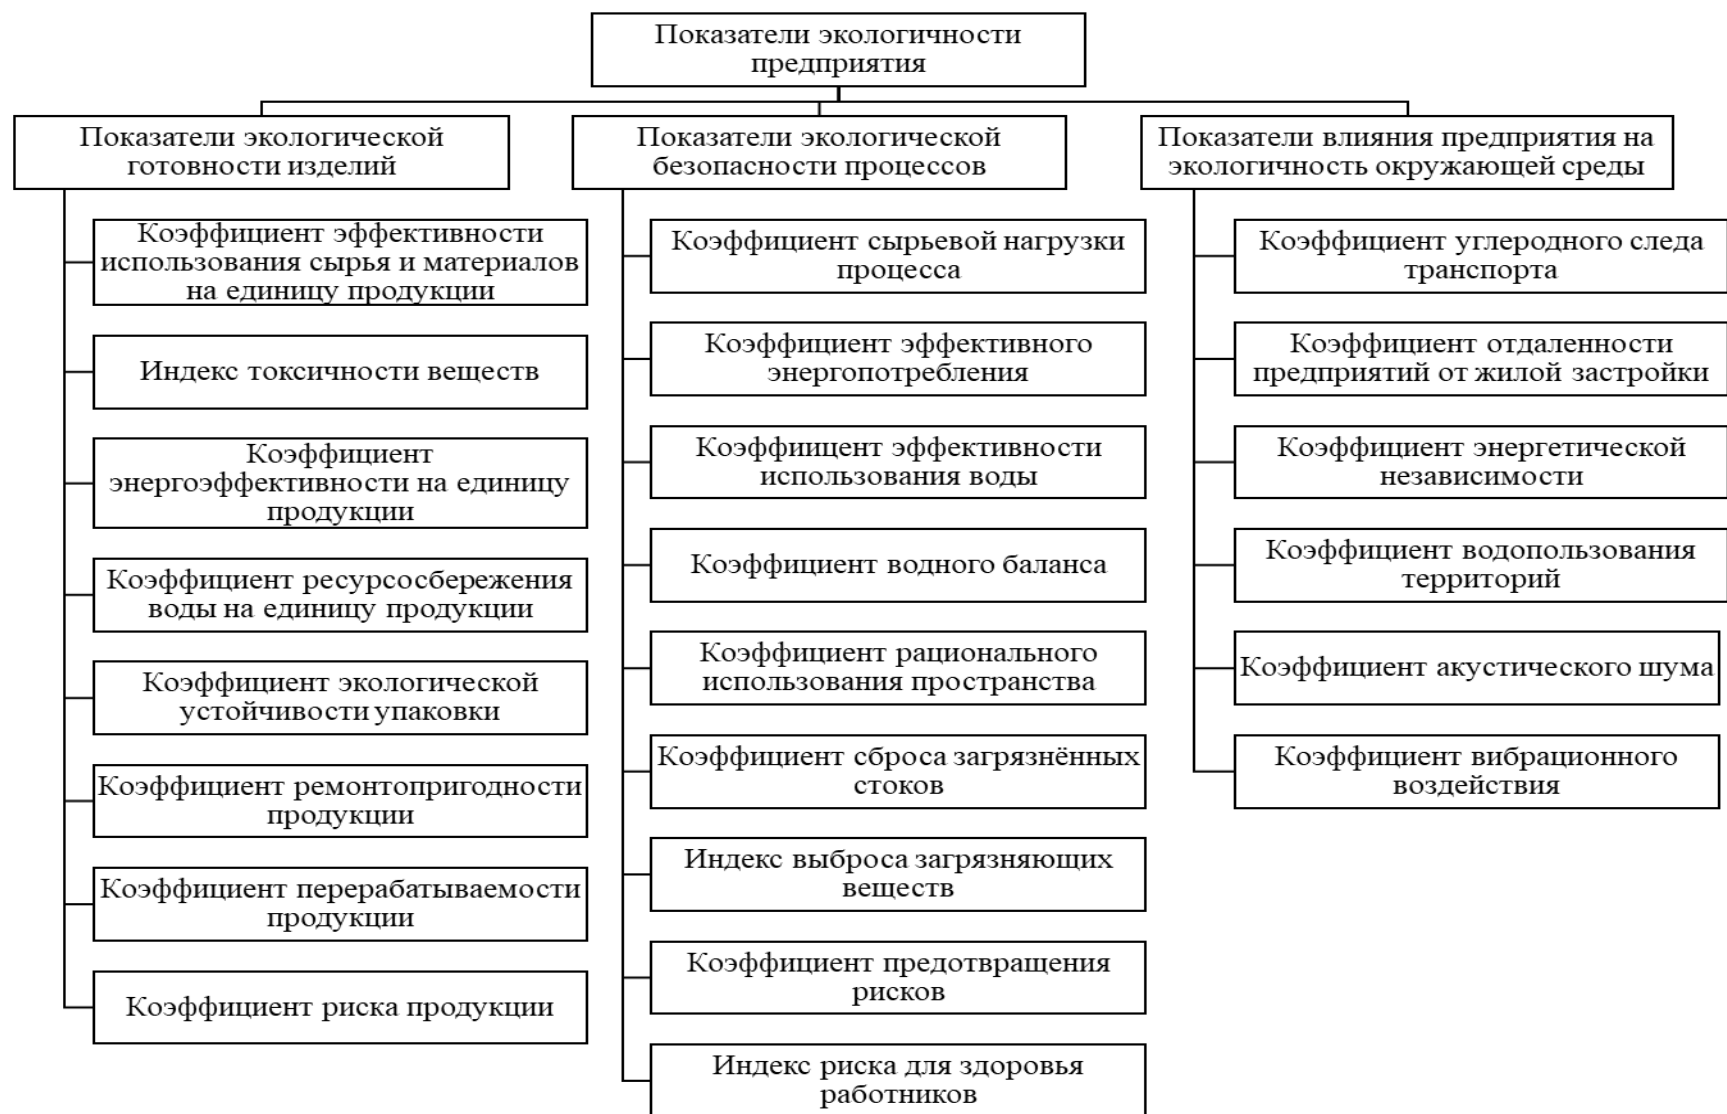 Показатели экологичности
предприятия
Показатели экологической
готовности изделий
Коэффициент эффективности
использования сырья и материалов
на единицу продукции
Индекс токсичности веществ
Коэффициент
энергоэффективности на единицу
продукции
Коэффициент ресурсосбережения
воды на единицу продукции
Коэффициент экологической
устойчивости упаковки
Коэффициент ремонтопригодности
продукции
Коэффициент перерабатываемости
продукции
Коэффициент риска продукции
Показатели экологической
безопасности процессов
Коэффициент сырьевой нагрузки
процесса
Коэффициент эффективного
энергопотребления
Коэффиицент эффективности
использования воды
Коэффициент водного баланса
Коэффициент рационального
использования пространства
Коэффициент сброса загрязнённых
стоков
Индекс выброса загрязняющих
веществ
Коэффициент предотвращения
рисков
Индекс риска для здоровья
работников
Показатели влияния предприятия на
экологичность окружающей среды
Коэффициент углеродного следа
транспорта
Коэффициент отдаленности
предприятий от жилой застройки
Коэффициент энергетической
независимости
Коэффициент водопользования
территорий
Коэффициент акустического шума
Коэффициент вибрационного
воздействия